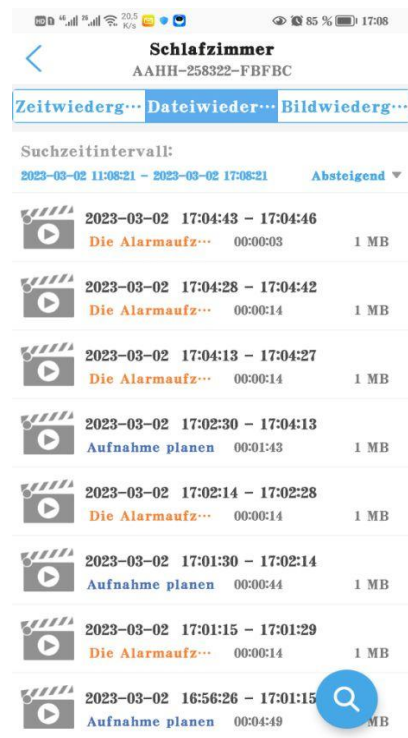 HD D 4G 2G 20.5 K/s 85 % 17:08
Schlafzimmer
AAHH-258322-FBFBC
Zeitwiederg… Dateiwieder… Bildwiederg…
Suchzeitintervall:
2023-03-02 11:08:21 - 2023-03-02 17:08:21 Absteigend
2023-03-02 17:04:43 - 17:04:46
Die Alarmaufz… 00:00:03 1 MB
2023-03-02 17:04:28 - 17:04:42
Die Alarmaufz… 00:00:14 1 MB
2023-03-02 17:04:13 - 17:04:27
Die Alarmaufz… 00:00:14 1 MB
2023-03-02 17:02:30 - 17:04:13
Aufnahme planen 00:01:43 1 MB
2023-03-02 17:02:14 - 17:02:28
Die Alarmaufz… 00:00:14 1 MB
2023-03-02 17:01:30 - 17:02:14
Aufnahme planen 00:00:44 1 MB
2023-03-02 17:01:15 - 17:01:29
Die Alarmaufz… 00:00:14 1 MB
2023-03-02 16:56:26 - 17:01:15
Aufnahme planen 00:04:49 MB